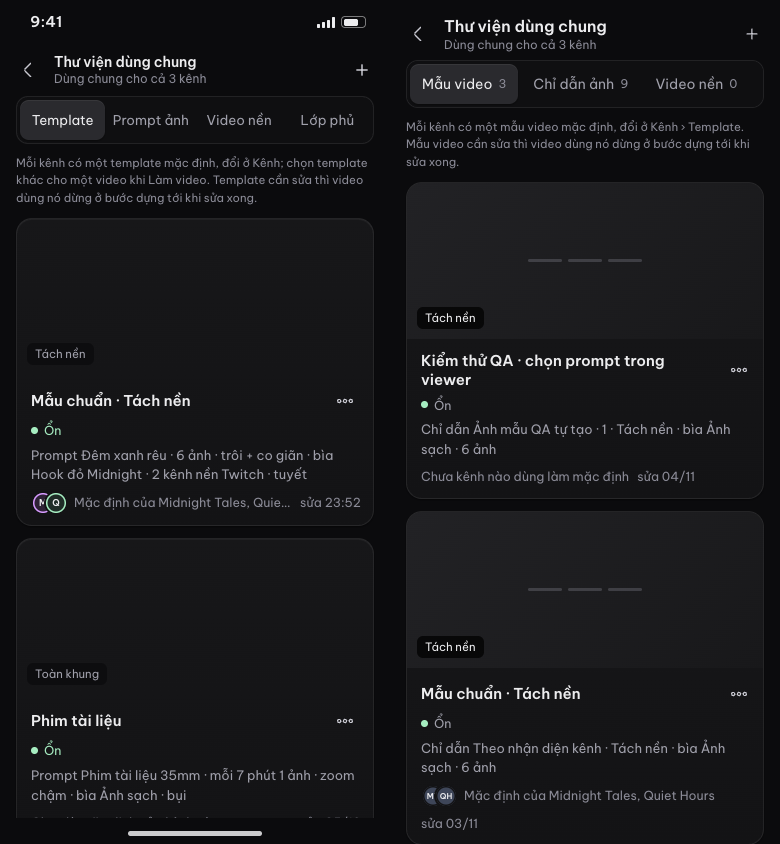 9:41
Thư viện dùng chung
Dùng chung cho cả 3 kênh
Template
Prompt ảnh
Video nền
Lớp phủ
Mỗi kênh có một template mặc định, đổi ở Kênh; chọn template
khác cho một video khi Làm video. Template cần sửa thì video
dùng nó dừng ở bước dựng tới khi sửa xong.
Tách nền
Mẫu chuẩn · Tách nền
Ổn
Prompt Đêm xanh rêu · 6 ảnh · trôi + co giãn · bìa
Hook đỏ Midnight · 2 kênh nền Twitch · tuyết
Q
Mặc định của Midnight Tales, Quie... sửa 23:52
Toàn khung
Phim tài liệu
Ổn
Prompt Phim tài liệu 35mm · mỗi 7 phút 1 ảnh · zoom
chậm · bìa Ảnh sạch · bụi
Thư viện dùng chung
Dùng chung cho cả 3 kênh
Mẫu video 3
Chỉ dẫn ảnh 9
Video nền 0
Mỗi kênh có một mẫu video mặc định, đổi ở Kênh › Template.
Mẫu video cần sửa thì video dùng nó dừng ở bước dựng tới khi
sửa xong.
Tách nền
Kiểm thử QA · chọn prompt trong
viewer
Ổn
Chỉ dẫn Ảnh mẫu QA tự tạo · 1 · Tách nền · bìa Ảnh
sạch · 6 ảnh
Chưa kênh nào dùng làm mặc định sửa 04/11
Tách nền
Mẫu chuẩn · Tách nền
Ổn
Chỉ dẫn Theo nhận diện kênh · Tách nền · bìa Ảnh
sạch · 6 ảnh
M QH Mặc định của Midnight Tales, Quiet Hours
sửa 03/11